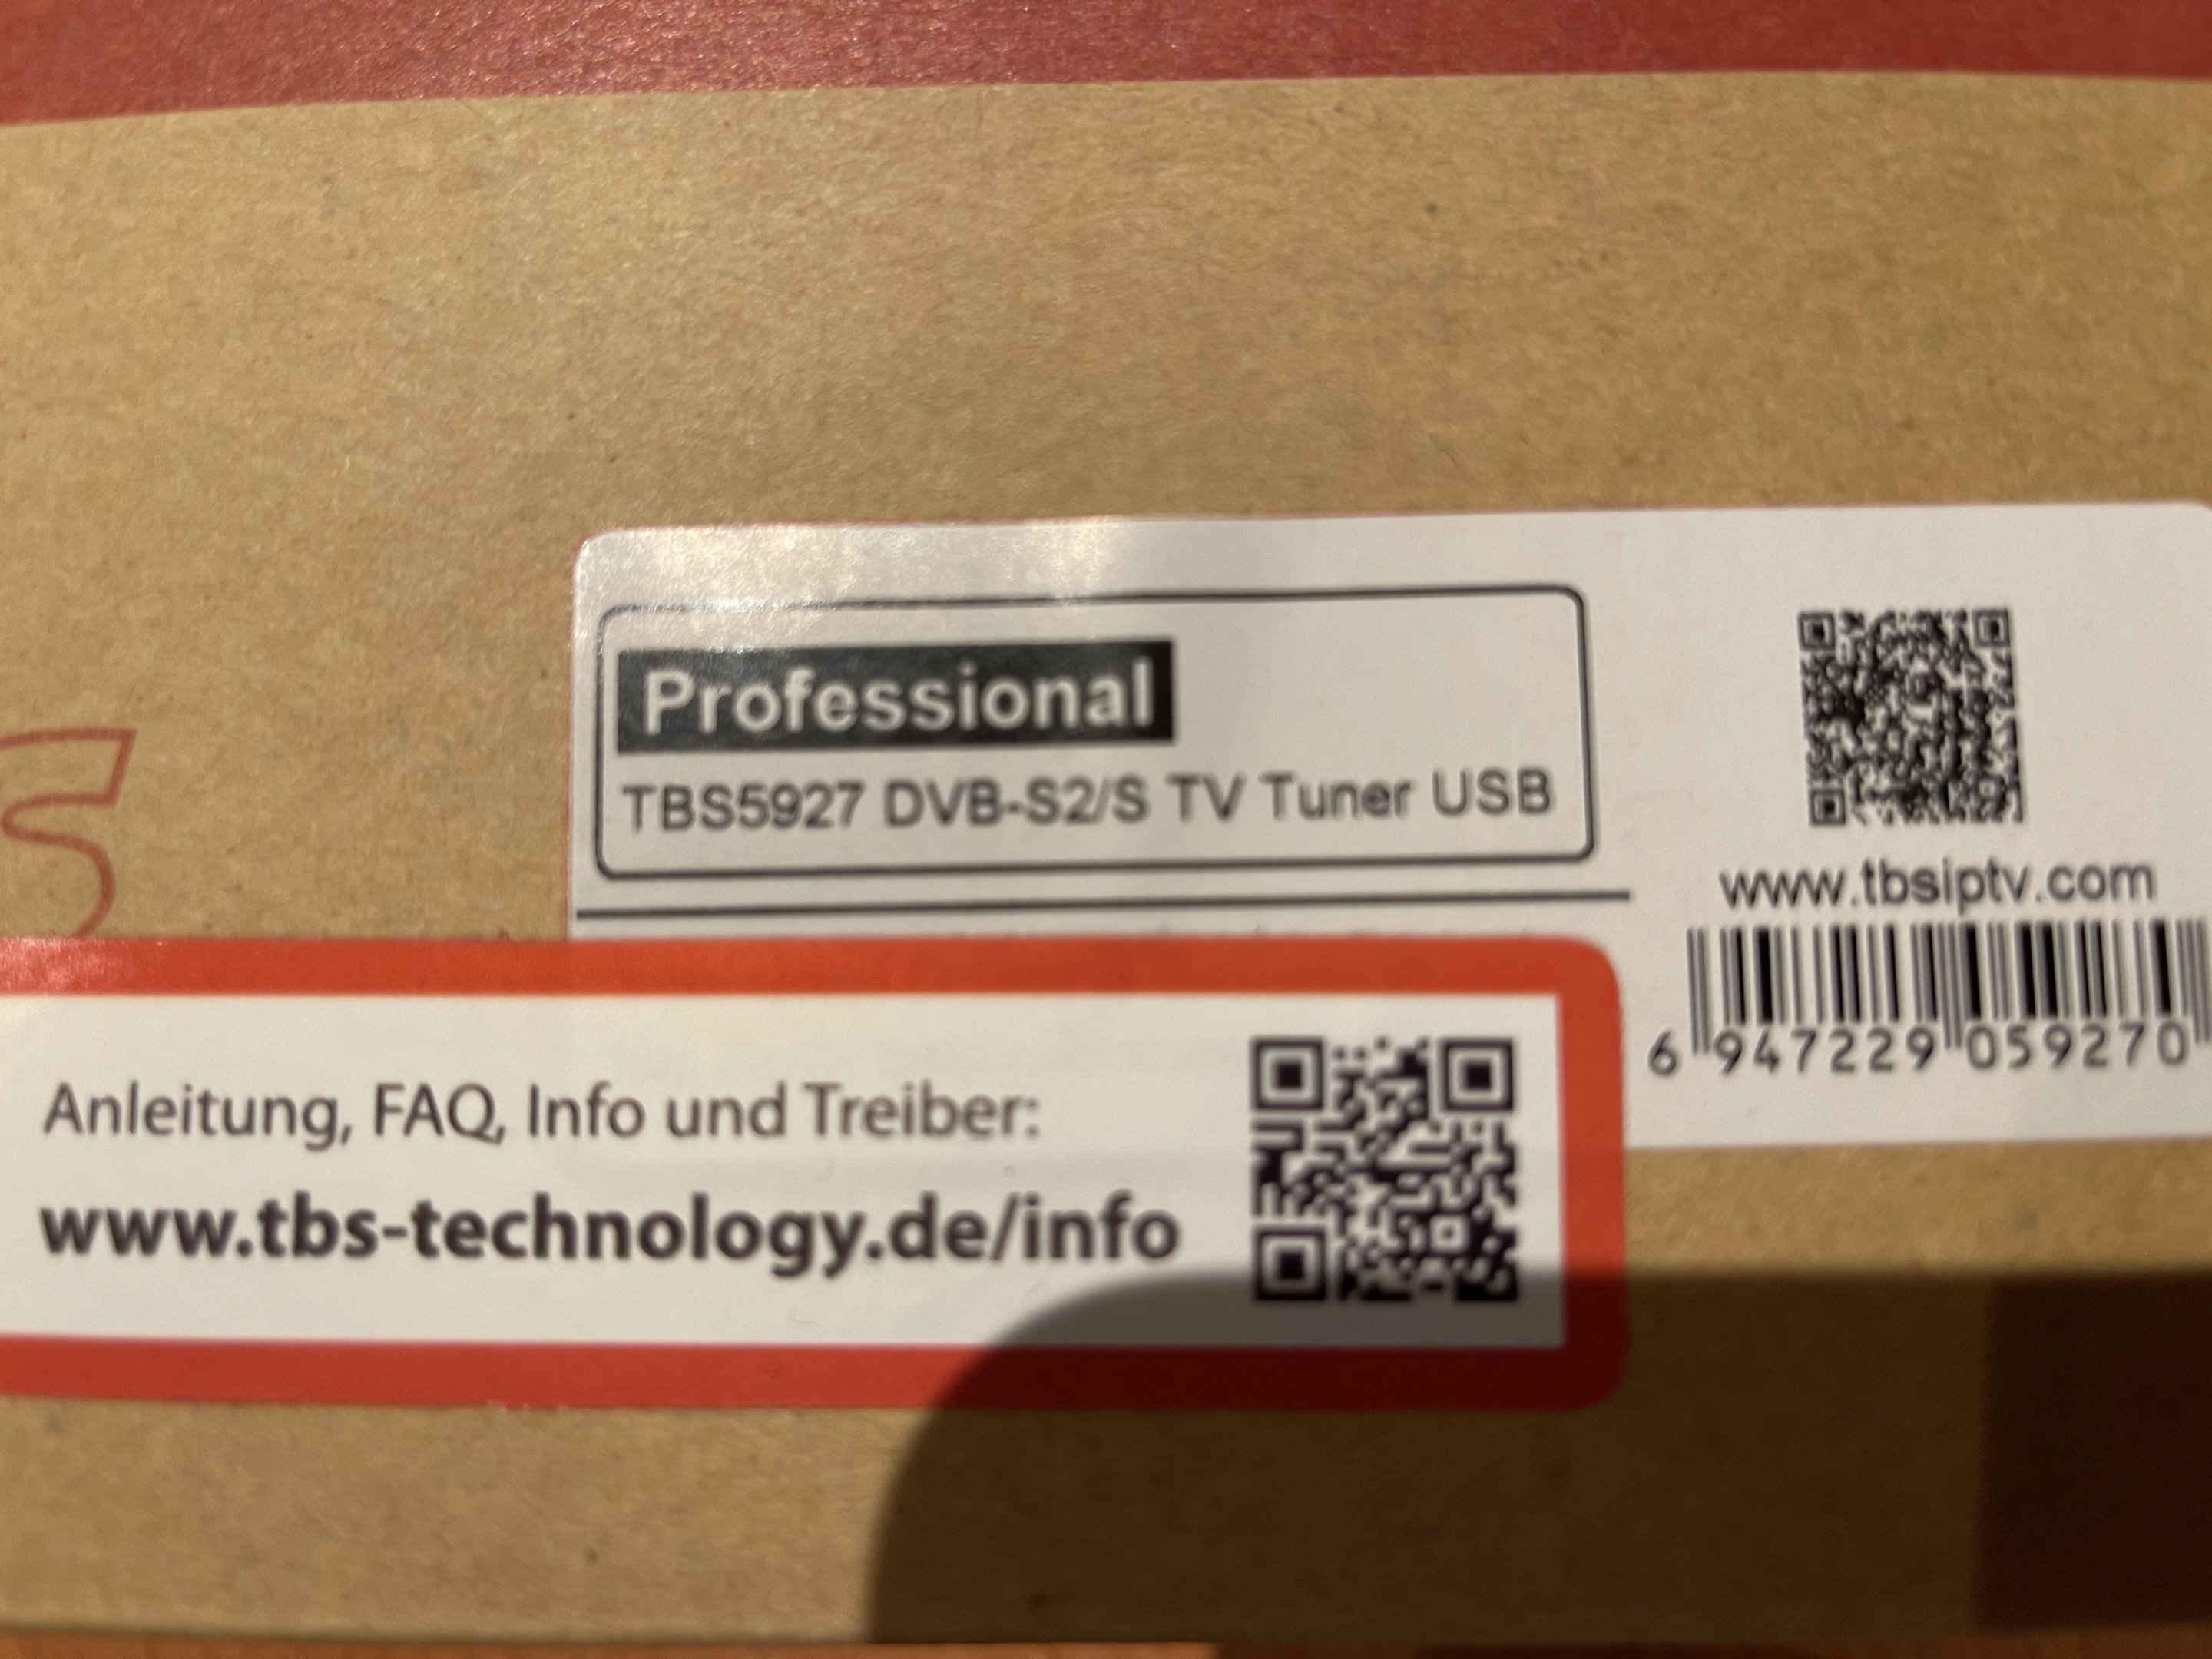 Professional
TBS5927 DVB-S2/S TV Tuner USB
www.tbsiptv.com
6 947229 059270
S
Anleitung, FAQ, Info und Treiber:
www.tbs-technology.de/info